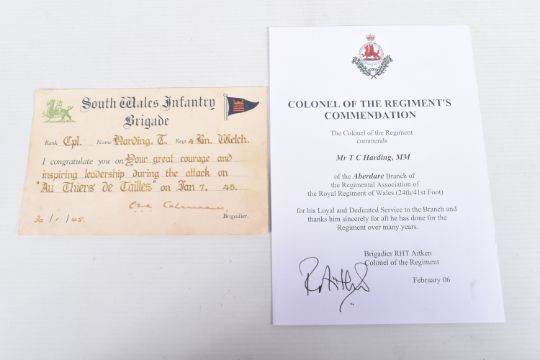 South Wales Infantry
Brigade
Rank Cpl. Name Harding, T. Regt 4 Bn. Welch.
I congratulate you on Your great courage and
inspiring leadership during the attack on
"Au Thiers de Tailles" on Jan 7. 45.
/1/45.
Brigadier.
COLONEL OF THE REGIMENT'S
COMMENDATION
The Colonel of the Regiment
commends
Mr T C Harding, MM
of the Aberdare Branch of
the Regimental Association of
the Royal Regiment of Wales (24th/41st Foot)
for his Loyal and Dedicated Service to the Branch and
thanks him sincerely for all he has done for the
Regiment over many years.
Brigadier RHT Aitken
Colonel of the Regiment
February 06